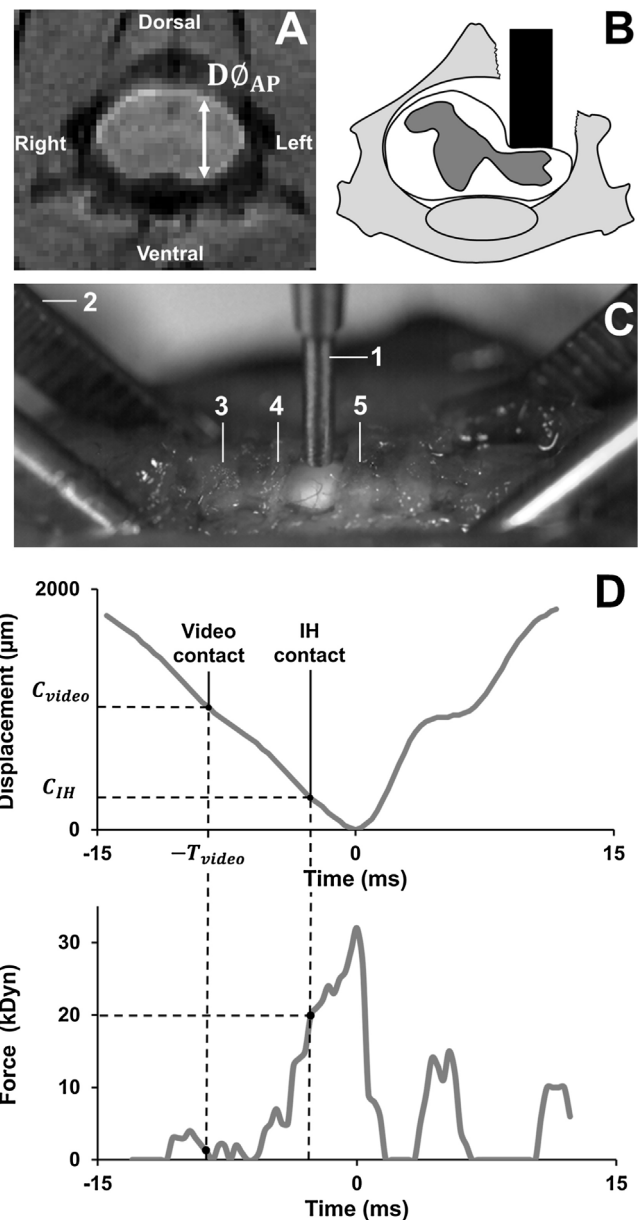 A
Dorsal
DØAP
Right
Left
Ventral
B
C
2
1
3
4
5
D
2000
Video
contact
IH
contact
Displacement (µm)
Cvideo
CIH
0
-15
−Tvideo
0
15
Time (ms)
30
20
10
0
Force (kDyn)
-15
0
15
Time (ms)